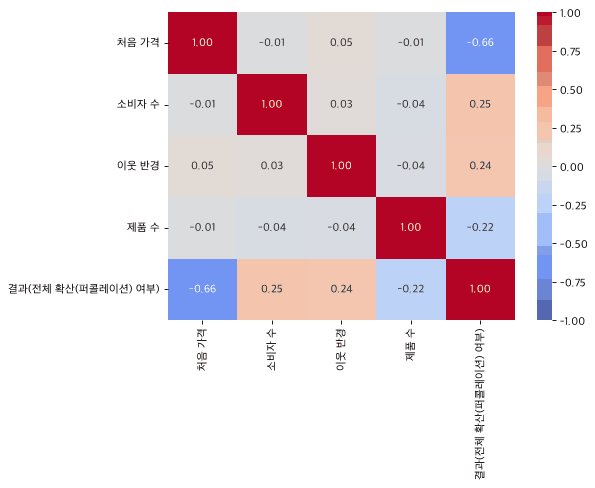 처음 가격 1.00 -0.01 0.05 -0.01 -0.66
소비자 수 -0.01 1.00 0.03 -0.04 0.25
이웃 반경 0.05 0.03 1.00 -0.04 0.24
제품 수 -0.01 -0.04 -0.04 1.00 -0.22
결과(전체 확산(퍼콜레이션) 여부) -0.66 0.25 0.24 -0.22 1.00
처음 가격
소비자 수
이웃 반경
제품 수
결과(전체 확산(퍼콜레이션) 여부)
1.00
0.75
0.50
0.25
0.00
-0.25
-0.50
-0.75
-1.00